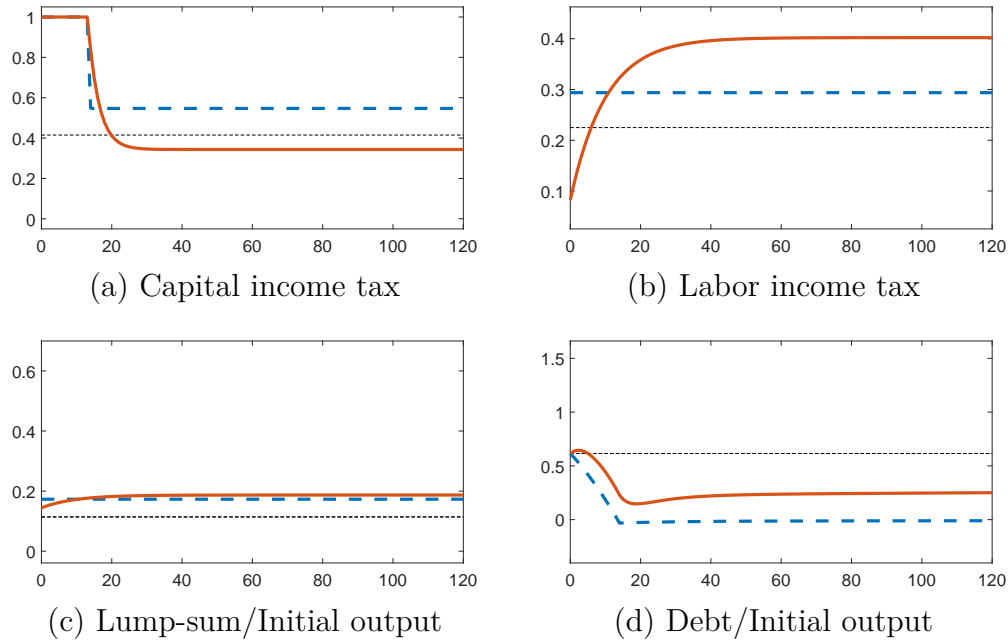 1
0.8
0.6
0.4
0.2
0
0 20 40 60 80 100 120
(a) Capital income tax
0.4
0.3
0.2
0.1
0 20 40 60 80 100 120
(b) Labor income tax
0.6
0.4
0.2
0
0 20 40 60 80 100 120
(c) Lump-sum/Initial output
1.5
1
0.5
0
0 20 40 60 80 100 120
(d) Debt/Initial output